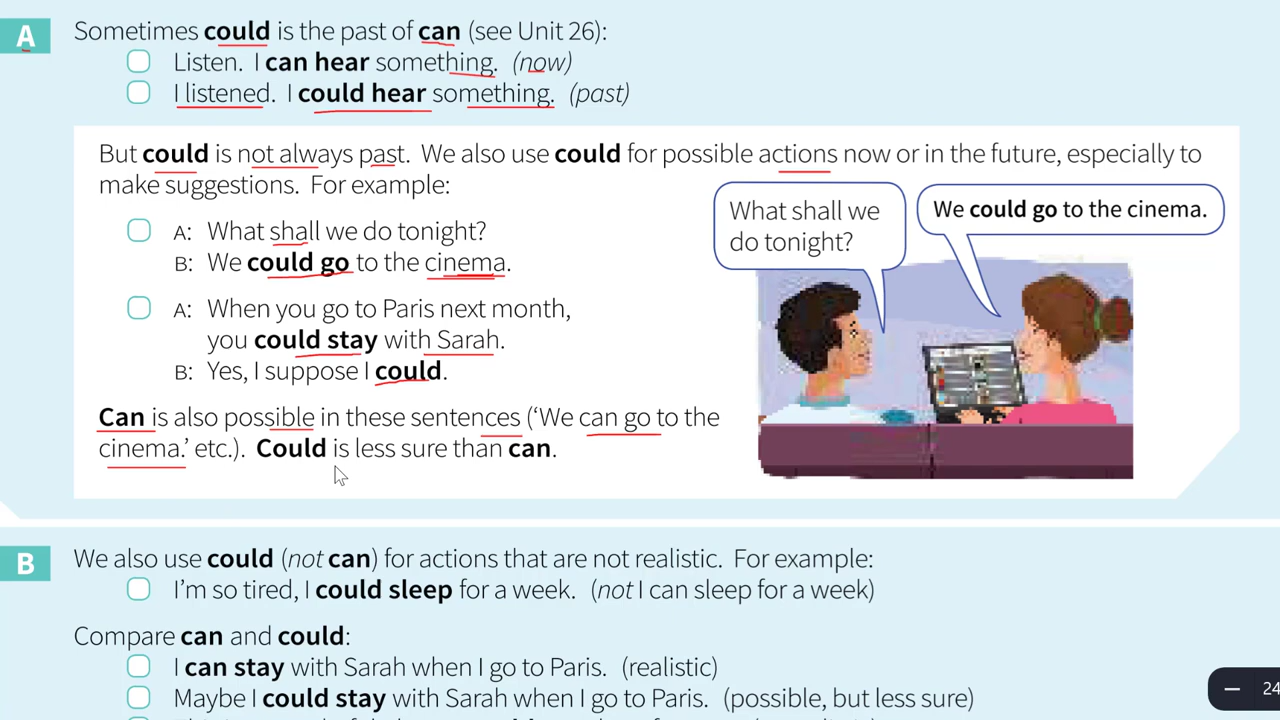 A
Sometimes could is the past of can (see Unit 26):
Listen. I can hear something. (now)
I listened. I could hear something. (past)
But could is not always past. We also use could for possible actions now or in the future, especially to
make suggestions. For example:
A: What shall we do tonight?
B: We could go to the cinema.
A: When you go to Paris next month,
you could stay with Sarah.
B: Yes, I suppose I could.
What shall we
do tonight?
We could go to the cinema.
Can is also possible in these sentences (‘We can go to the
cinema.’ etc.). Could is less sure than can.
B
We also use could (not can) for actions that are not realistic. For example:
I’m so tired, I could sleep for a week. (not I can sleep for a week)
Compare can and could:
I can stay with Sarah when I go to Paris. (realistic)
Maybe I could stay with Sarah when I go to Paris. (possible, but less sure)
24